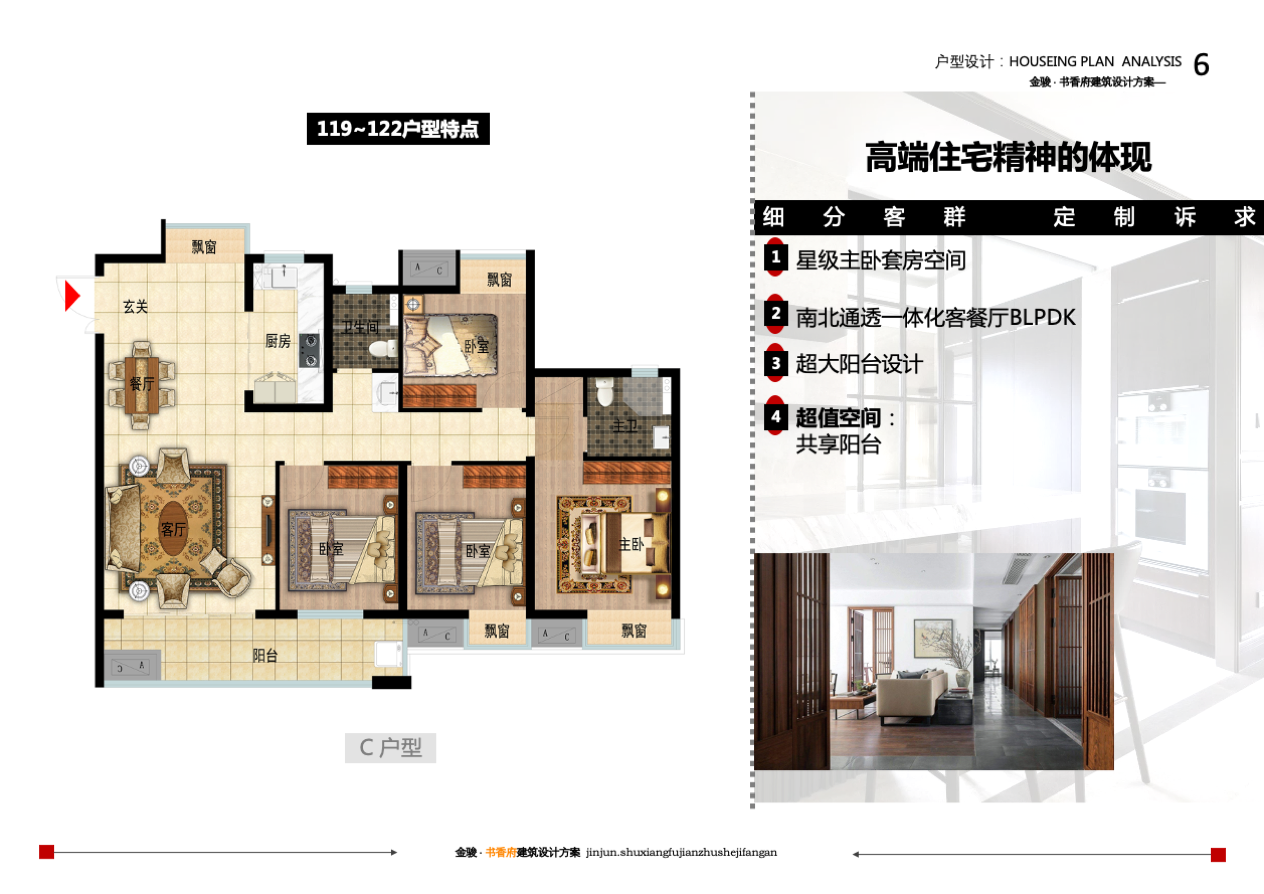 户型设计：HOUSEING PLAN ANALYSIS 6
金骏 · 书香府建筑设计方案—
119~122户型特点
飘窗
玄关
厨房
卫生间
A C
飘窗
卧室
餐厅
主卫
客厅
卧室
卧室
主卧
阳台
A C
A C
飘窗
A C
飘窗
C 户型
高端住宅精神的体现
细分客群 定制诉求
1 星级主卧套房空间
2 南北通透一体化客餐厅BLPDK
3 超大阳台设计
4 超值空间：
共享阳台
金骏 · 书香府建筑设计方案 jinjun.shuxiangfujianzhushejifangan